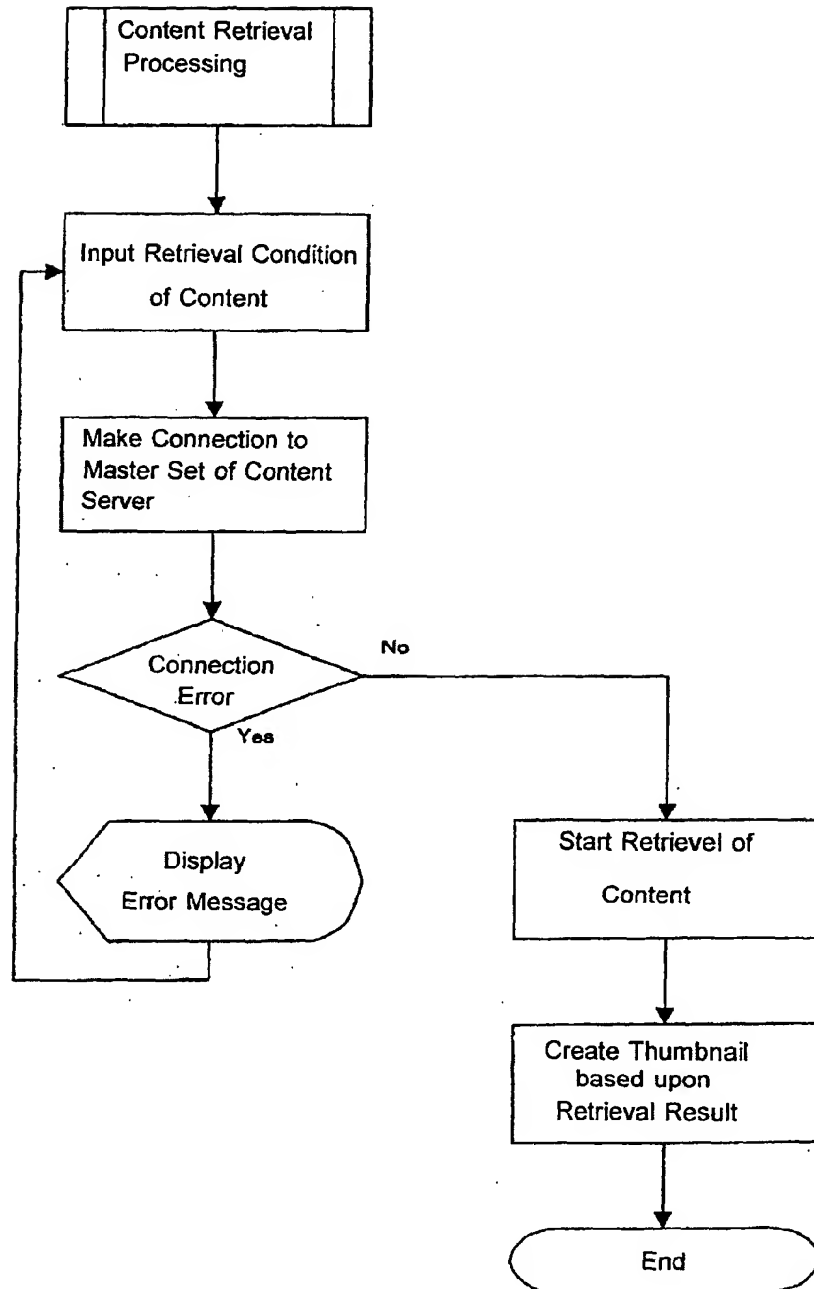 Content Retrieval
Processing
Input Retrieval Condition
of Content
Make Connection to
Master Set of Content
Server
Connection
Error
No
Yes
Display
Error Message
Start Retrievel of
Content
Create Thumbnail
based upon
Retrieval Result
End